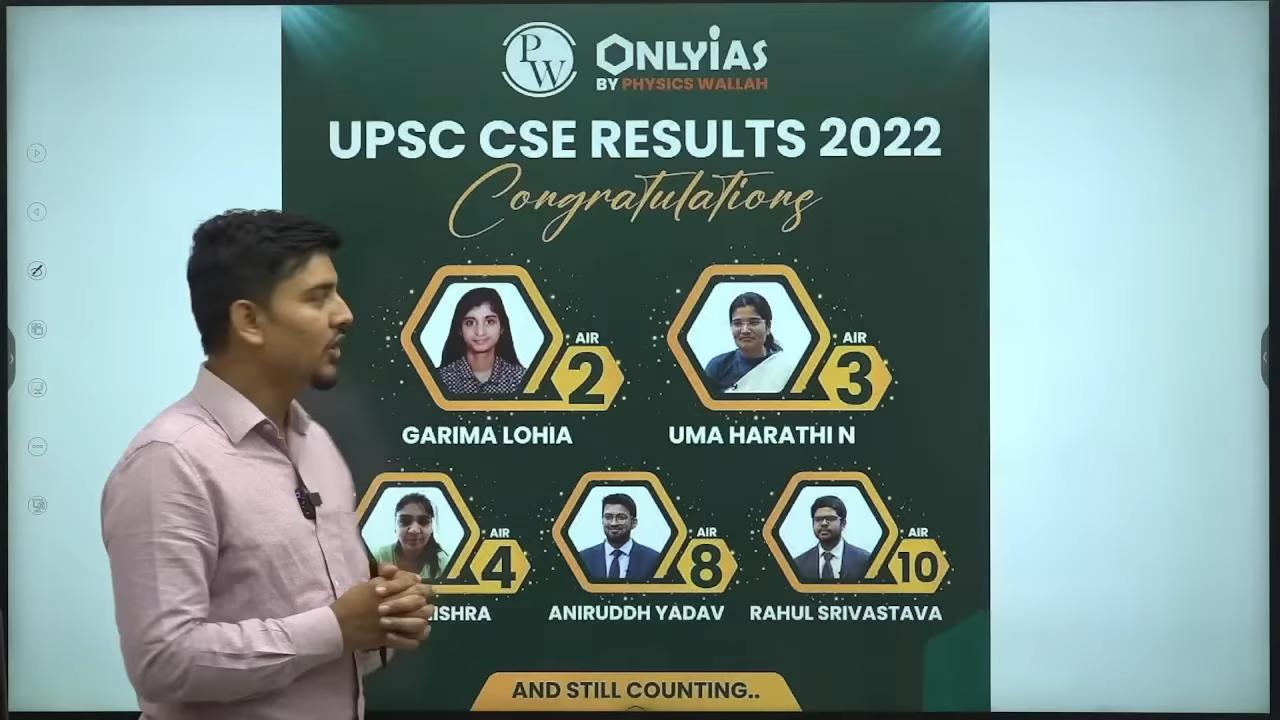 PW
ONLYIAS
BY PHYSICS WALLAH
UPSC CSE RESULTS 2022
Congratulations
AIR
2
AIR
3
GARIMA LOHIA
UMA HARATHI N
AIR
4
AIR
8
AIR
10
ANIRUDDH YADAV
RAHUL SRIVASTAVA
AND STILL COUNTING..